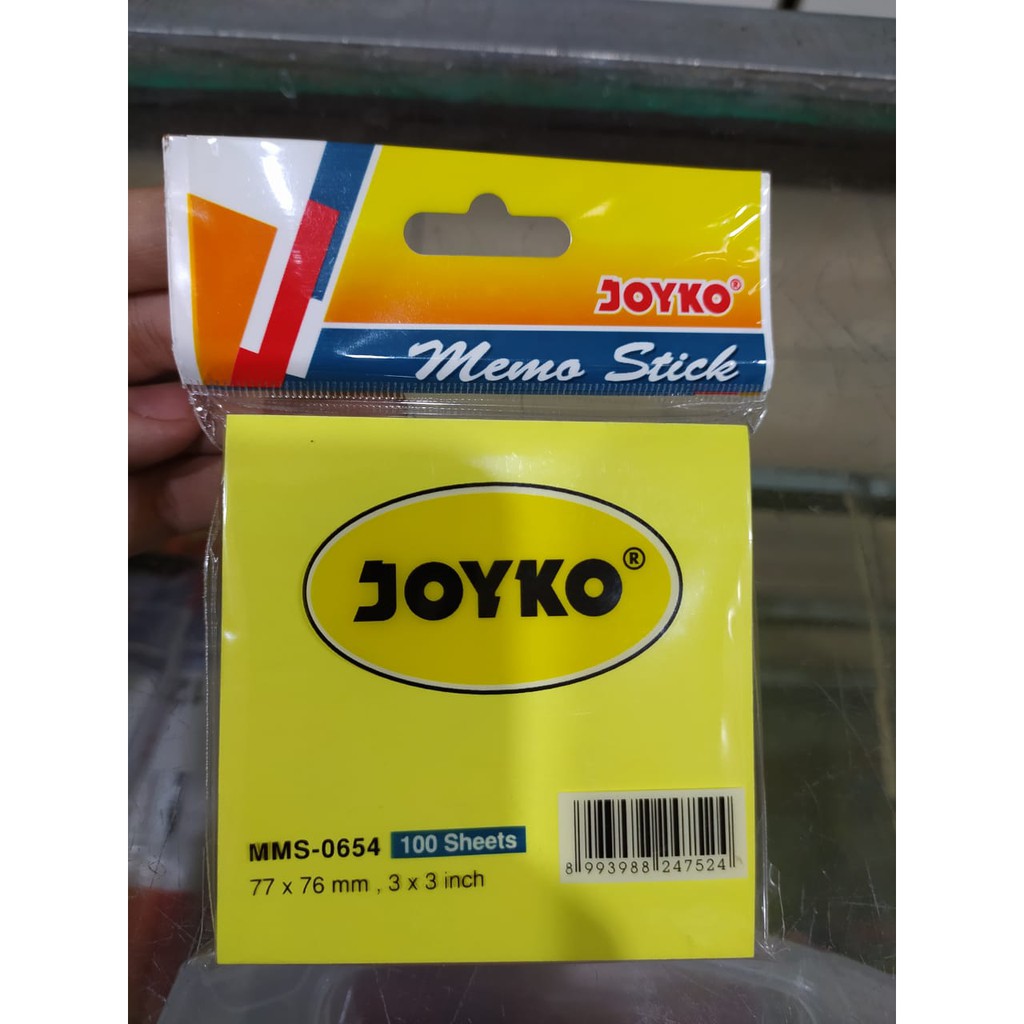 JOYKO®
Memo Stick
JOYKO®
MMS-0654 100 Sheets
77 x 76 mm , 3 x 3 inch
8 993988 247524